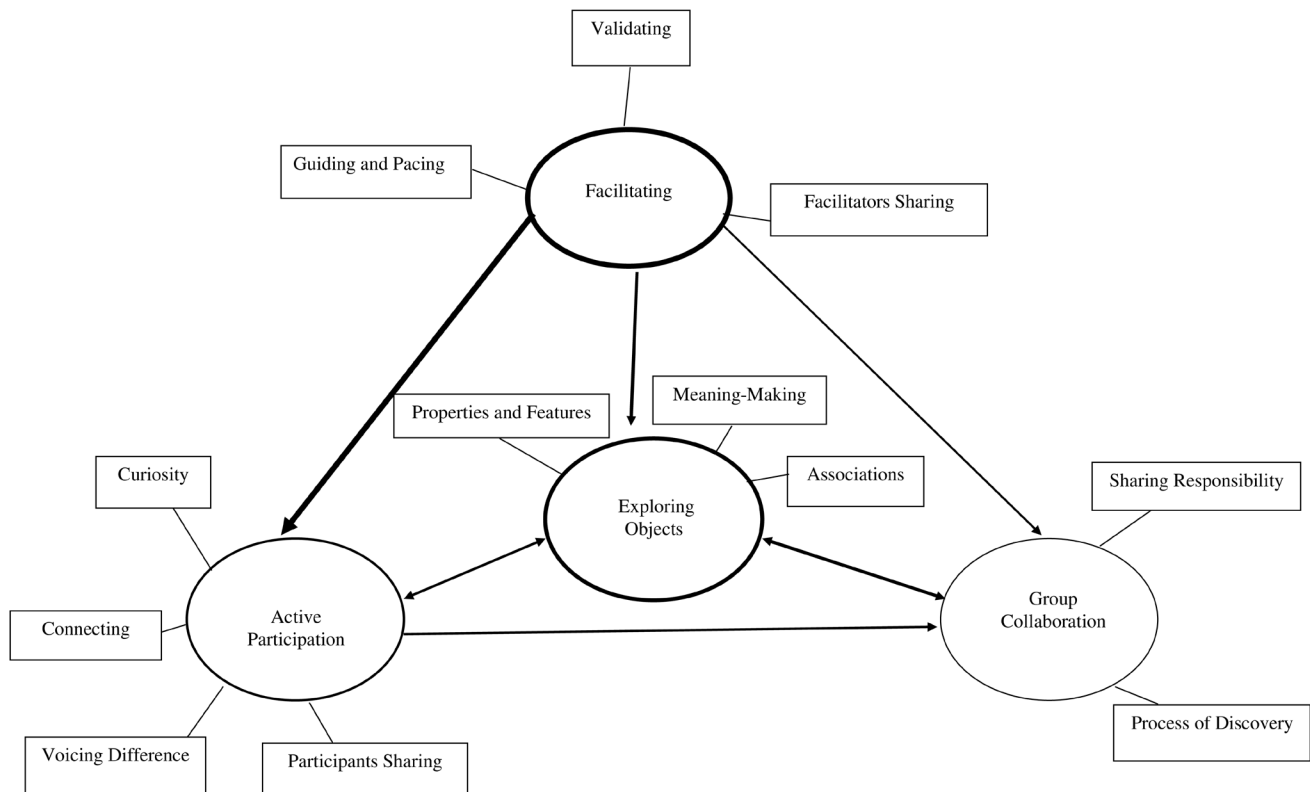 Validating
Guiding and Pacing
Facilitating
Facilitators Sharing
Meaning-Making
Properties and Features
Associations
Curiosity
Sharing Responsibility
Exploring
Objects
Group
Collaboration
Active
Participation
Connecting
Process of Discovery
Voicing Difference
Participants Sharing